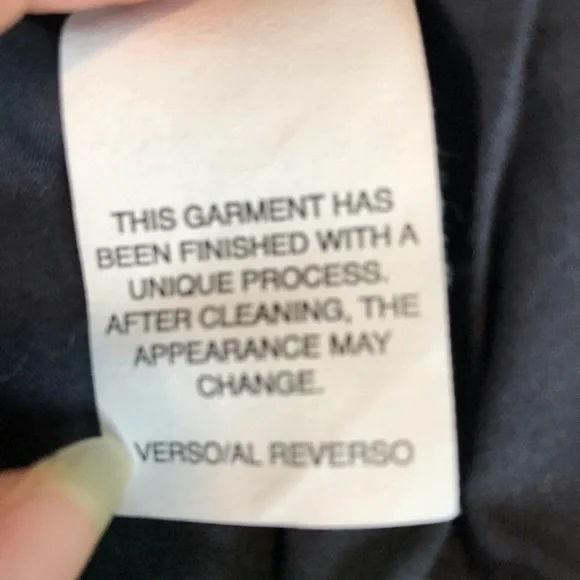 THIS GARMENT HAS
BEEN FINISHED WITH A
UNIQUE PROCESS.
AFTER CLEANING, THE
APPEARANCE MAY
CHANGE.
VERSO/AL REVERSO